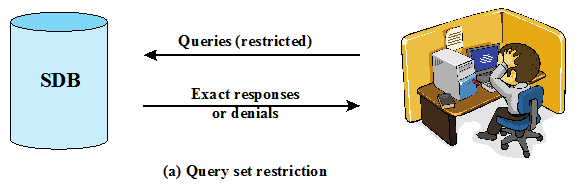 Queries (restricted)
SDB
Exact responses
or denials
(a) Query set restriction